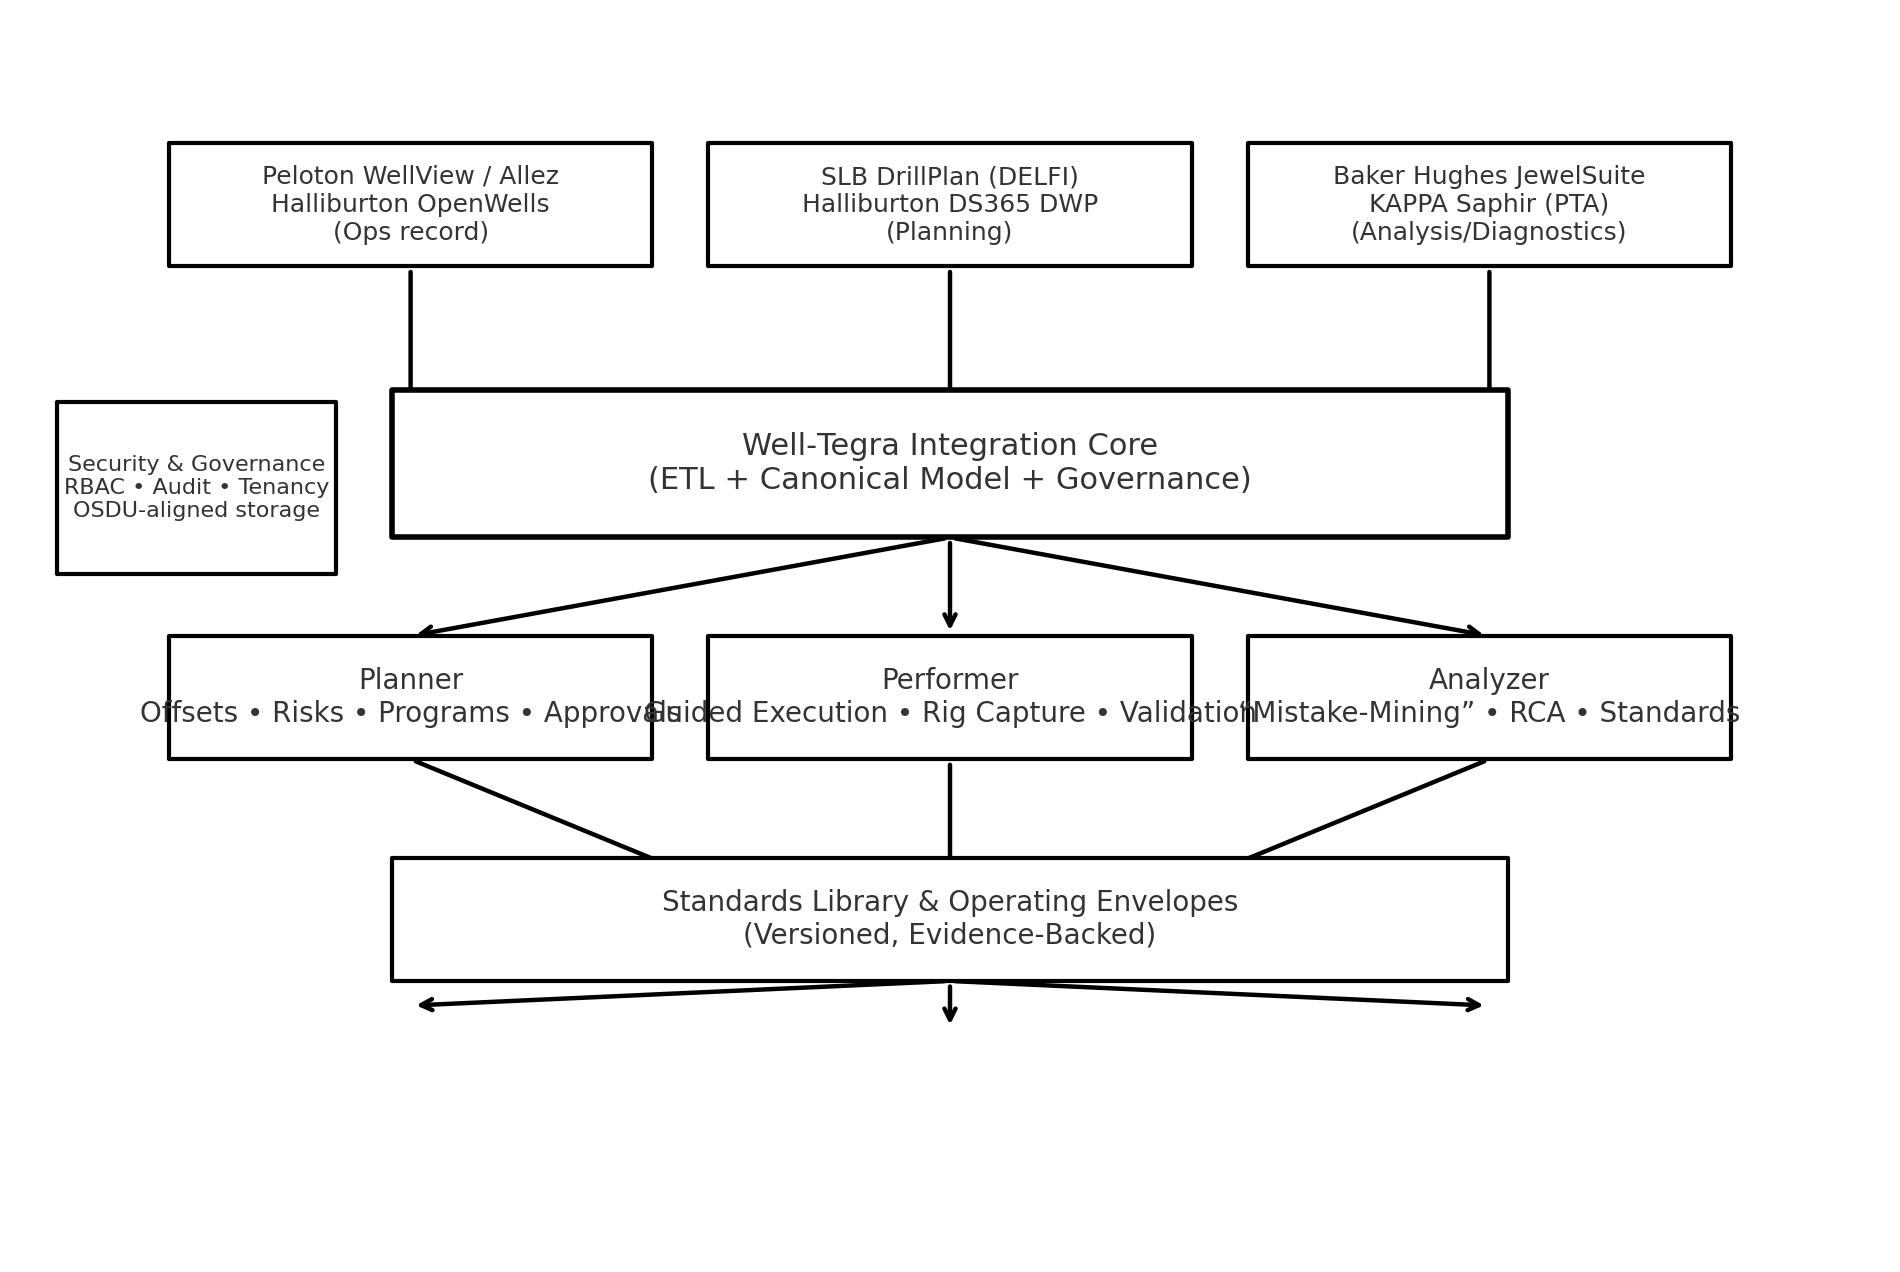 Peloton WellView / Allez
Halliburton OpenWells
(Ops record)
SLB DrillPlan (DELFI)
Halliburton DS365 DWP
(Planning)
Baker Hughes JewelSuite
KAPPA Saphir (PTA)
(Analysis/Diagnostics)
Security & Governance
RBAC • Audit • Tenancy
OSDU-aligned storage
Well-Tegra Integration Core
(ETL + Canonical Model + Governance)
Planner
Offsets • Risks • Programs • Approvals
Performer
Guided Execution • Rig Capture • Validation
Analyzer
“Mistake-Mining” • RCA • Standards
Standards Library & Operating Envelopes
(Versioned, Evidence-Backed)